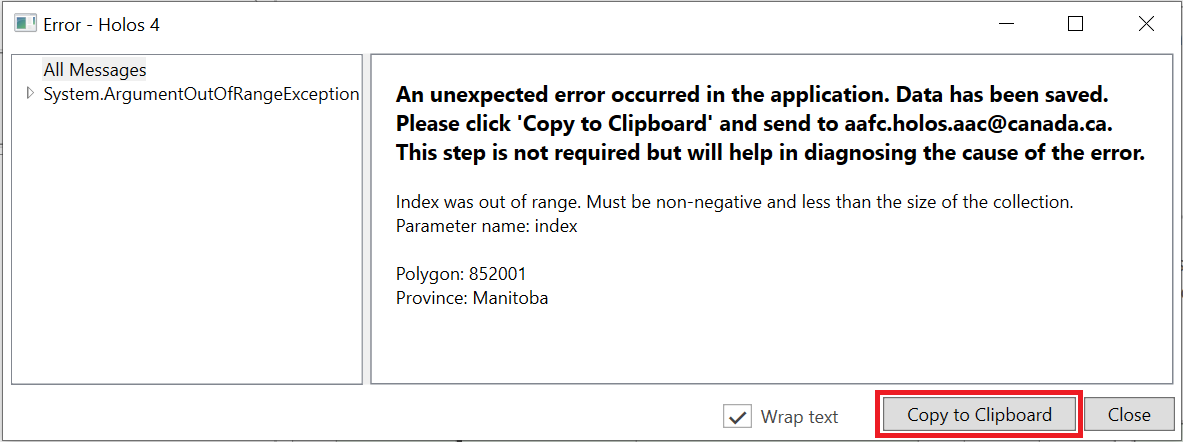 Error - Holos 4
All Messages
System.ArgumentOutOfRangeException
An unexpected error occurred in the application. Data has been saved.
Please click 'Copy to Clipboard' and send to aafc.holos.aac@canada.ca.
This step is not required but will help in diagnosing the cause of the error.
Index was out of range. Must be non-negative and less than the size of the collection.
Parameter name: index
Polygon: 852001
Province: Manitoba
Wrap text
Copy to Clipboard
Close